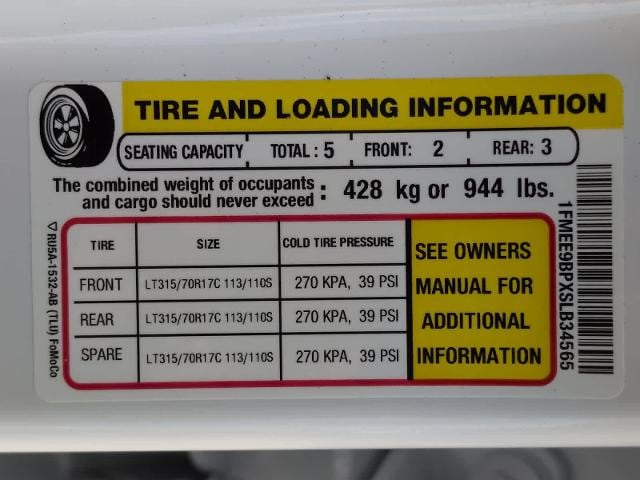 TIRE AND LOADING INFORMATION
SEATING CAPACITY TOTAL : 5 FRONT: 2 REAR: 3
The combined weight of occupants and cargo should never exceed : 428 kg or 944 lbs.
TIRE SIZE COLD TIRE PRESSURE
FRONT LT315/70R17C 113/110S 270 KPA, 39 PSI
REAR LT315/70R17C 113/110S 270 KPA, 39 PSI
SPARE LT315/70R17C 113/110S 270 KPA, 39 PSI
SEE OWNERS
MANUAL FOR
ADDITIONAL
INFORMATION
1FMEE9BPXSLB34565
RU5A-1532-AB (TLU) FoMoCo